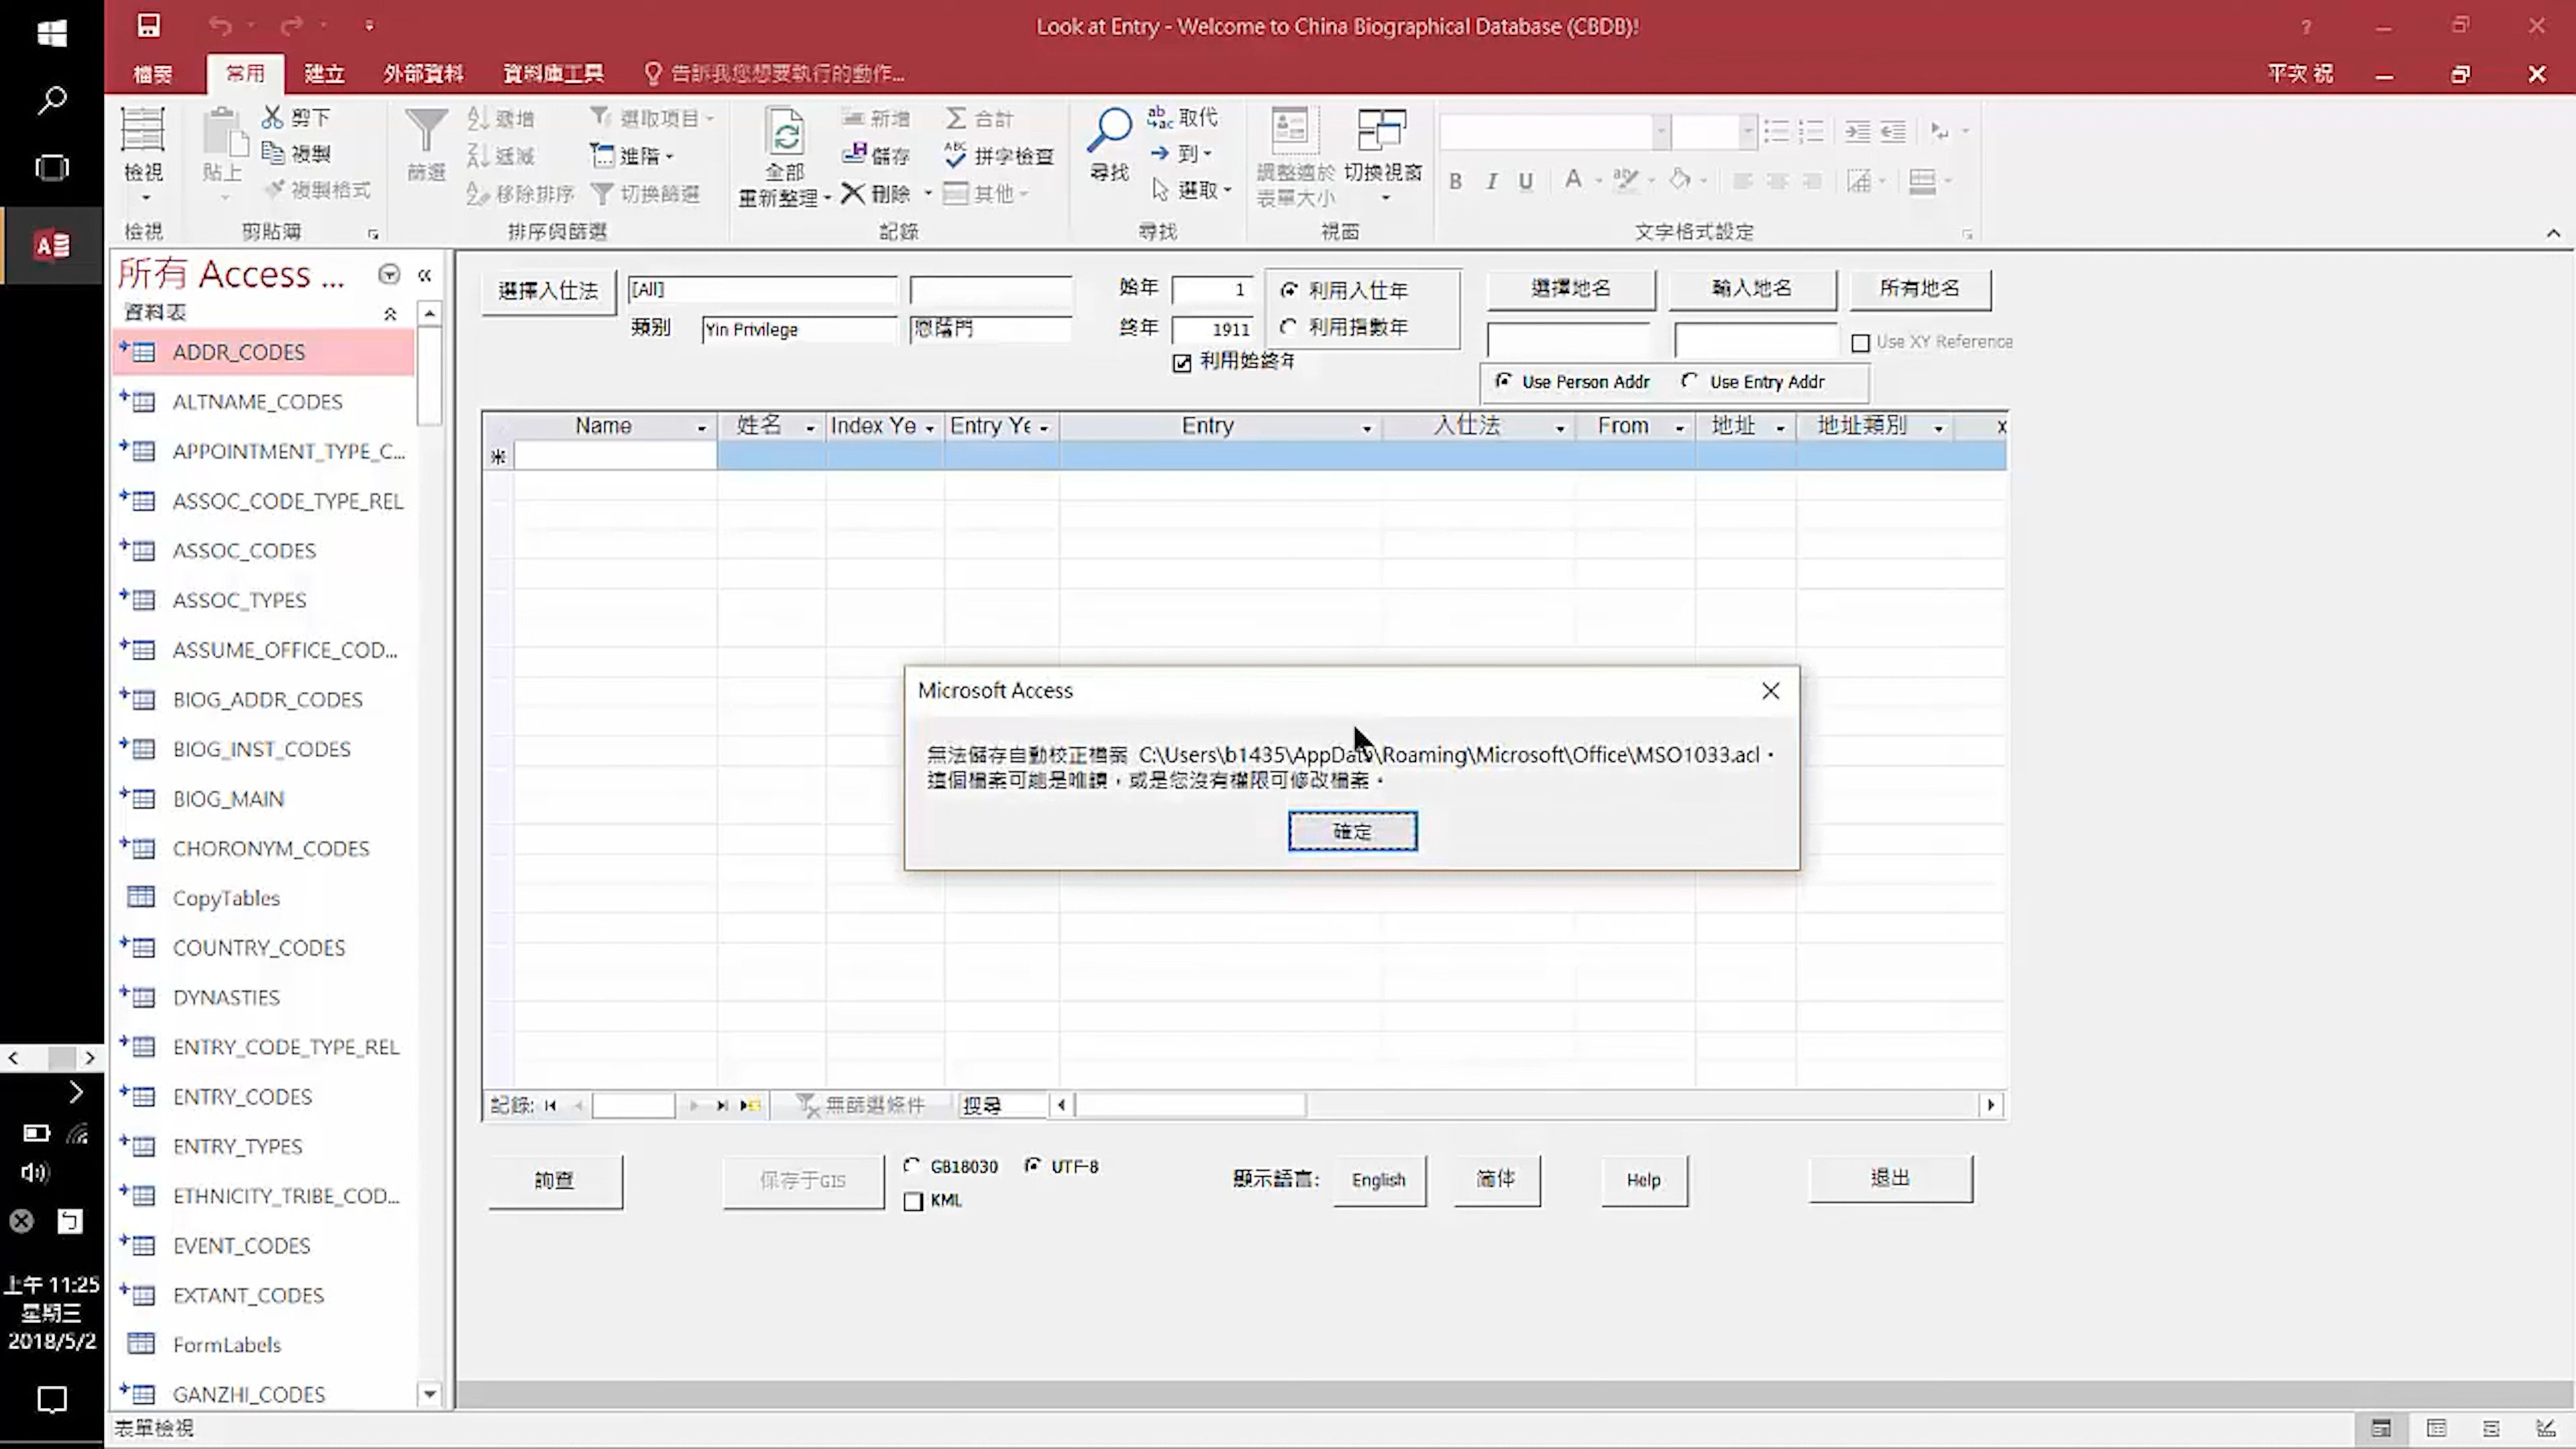 Look at Entry - Welcome to China Biographical Database (CBDB)!
?
檔案 常用 建立 外部資料 資料庫工具 告訴我您想要執行的動作... 平次 祝
檢視
貼上
剪下
複製
複製格式
篩選
遞增
遞減
移除排序
選取項目
進階
切換篩選
全部
重新整理
新增
儲存
刪除
合計
拼字檢查
其他
尋找
取代
到
選取
調整適於
表單大小
切換視窗
B I U A
檢視 剪貼簿 排序與篩選 記錄 尋找 視窗 文字格式設定
所有 Access ...
資料表
ADDR_CODES
ALTNAME_CODES
APPOINTMENT_TYPE_C...
ASSOC_CODE_TYPE_REL
ASSOC_CODES
ASSOC_TYPES
ASSUME_OFFICE_COD...
BIOG_ADDR_CODES
BIOG_INST_CODES
BIOG_MAIN
CHORONYM_CODES
CopyTables
COUNTRY_CODES
DYNASTIES
ENTRY_CODE_TYPE_REL
ENTRY_CODES
ENTRY_TYPES
ETHNICITY_TRIBE_COD...
EVENT_CODES
EXTANT_CODES
FormLabels
GANZHI_CODES
選擇入仕法 [All] 始年 1 利用入仕年 選擇地名 輸入地名 所有地名
類別 Yin Privilege 恩蔭門 終年 1911 利用指數年
Use XY Reference
利用始終年
Use Person Addr Use Entry Addr
Name 姓名 Index Ye Entry Ye Entry 入仕法 From 地址 地址類別 X
Microsoft Access
無法儲存自動校正檔案 C:\Users\b1435\AppData\Roaming\Microsoft\Office\MSO1033.acl。
這個檔案可能是唯讀，或是您沒有權限可修改檔案。
確定
記錄: 無篩選條件 搜尋
詢查 保存于GIS GB18030 UTF-8 顯示語言: English 简体 Help 退出
KML
上午 11:25
星期三
2018/5/2
表單檢視